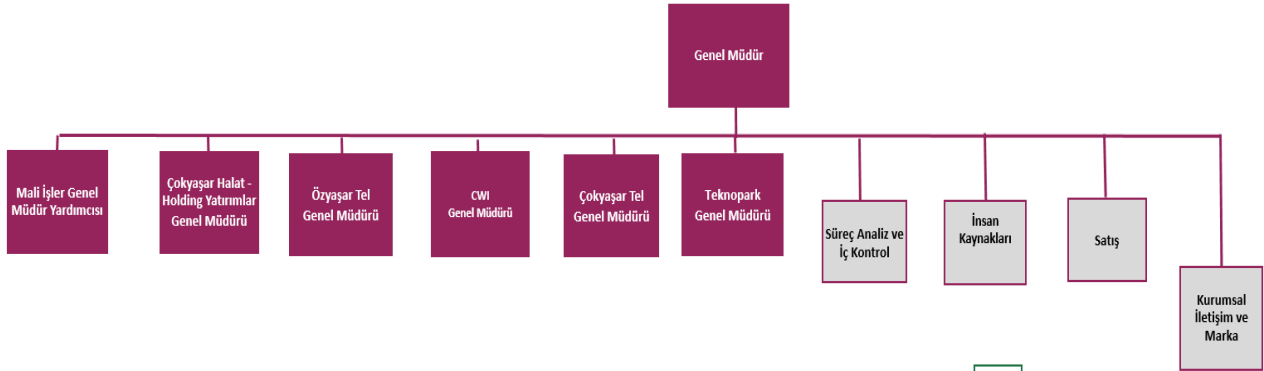 Genel Müdür
Mali İşler Genel
Müdür Yardımcısı
Çokyaşar Halat -
Holding Yatırımlar
Genel Müdürü
Özyaşar Tel
Genel Müdürü
CWI
Genel Müdürü
Çokyaşar Tel
Genel Müdürü
Teknopark
Genel Müdürü
Süreç Analiz ve
İç Kontrol
İnsan
Kaynakları
Satış
Kurumsal
İletişim ve
Marka